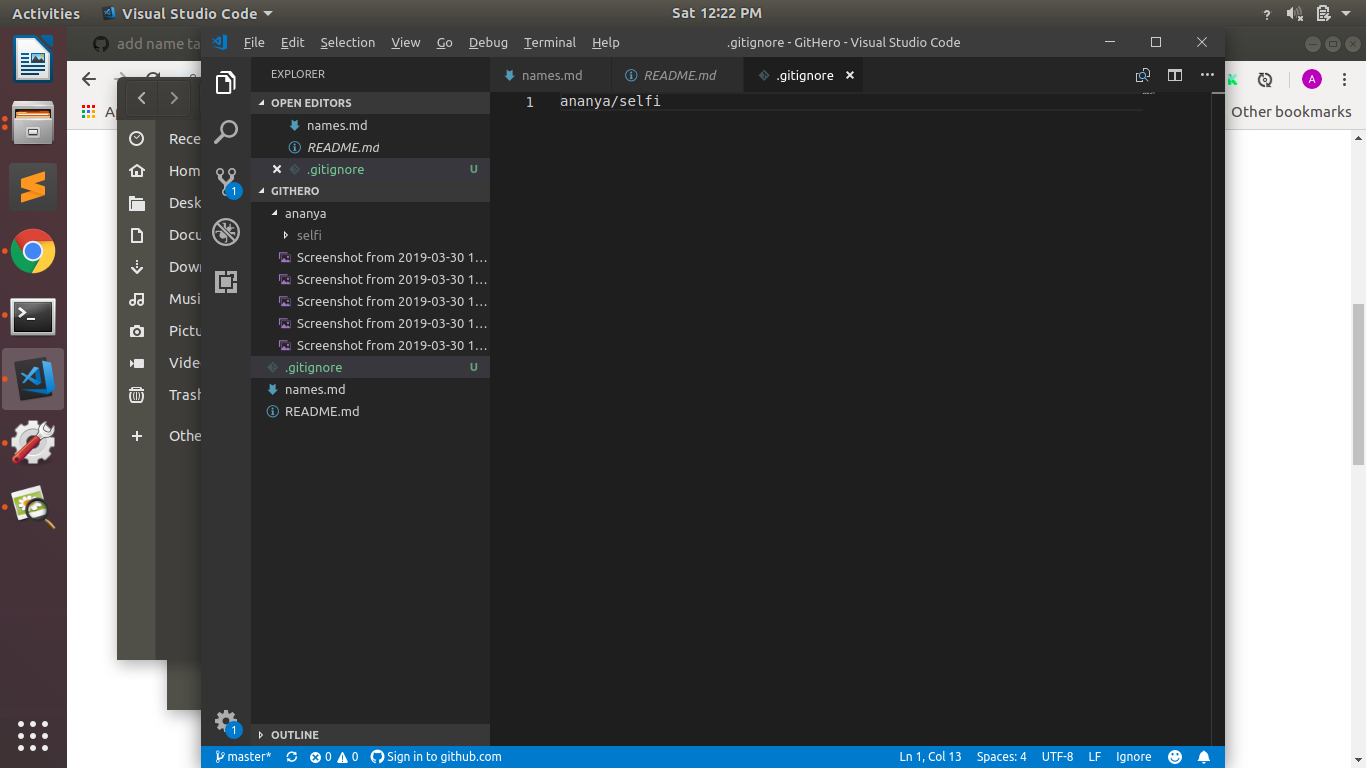 Activities Visual Studio Code Sat 12:22 PM ?
add name ta
File Edit Selection View Go Debug Terminal Help .gitignore - GitHero - Visual Studio Code
EXPLORER names.md README.md .gitignore
OPEN EDITORS
names.md
README.md
.gitignore U
GITHERO
ananya
selfi
Screenshot from 2019-03-30 1...
Screenshot from 2019-03-30 1...
Screenshot from 2019-03-30 1...
Screenshot from 2019-03-30 1...
Screenshot from 2019-03-30 1...
.gitignore U
names.md
README.md
OUTLINE
1 ananya/selfi
1
1
Rece
Hom
Desk
Docu
Down
Musi
Pictu
Vide
Trash
Othe
A
Other bookmarks
master* 0 0 Sign in to github.com Ln 1, Col 13 Spaces: 4 UTF-8 LF Ignore